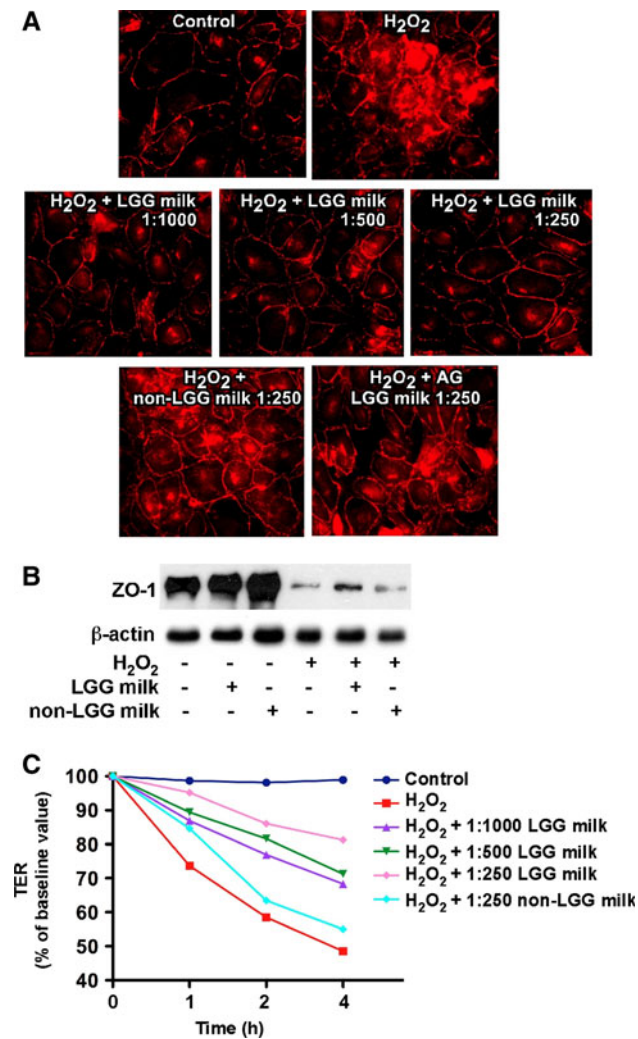 A
Control
H2O2
H2O2 + LGG milk
1:1000
H2O2 + LGG milk
1:500
H2O2 + LGG milk
1:250
H2O2 +
non-LGG milk 1:250
H2O2 + AG
LGG milk 1:250
B
ZO-1
β-actin
H2O2 - - - + + +
LGG milk - + - - + -
non-LGG milk - - + - - +
C
100
90
80
70
60
50
40
TER
(% of baseline value)
0 1 2 4
Time (h)
Control
H2O2
H2O2 + 1:1000 LGG milk
H2O2 + 1:500 LGG milk
H2O2 + 1:250 LGG milk
H2O2 + 1:250 non-LGG milk